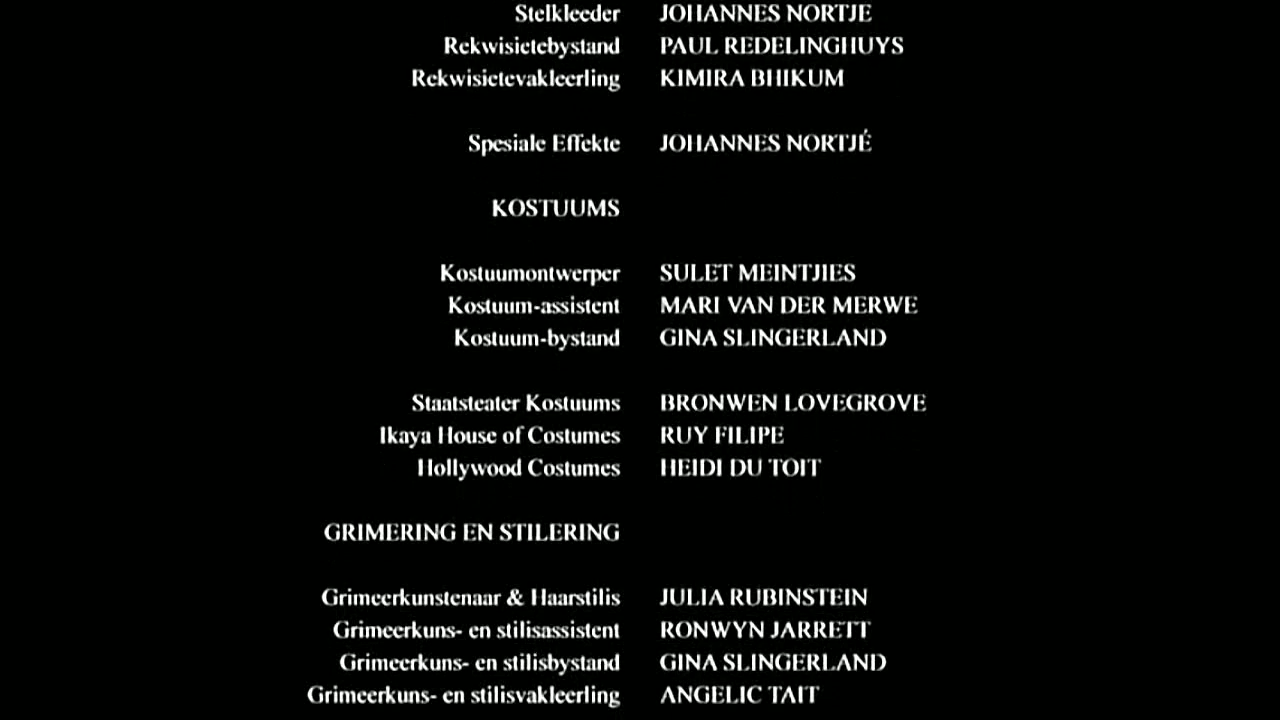 Stelkleeder JOHANNES NORTJE
Rekwisietebystand PAUL REDELINGHUYS
Rekwisietevakleerling KIMIRA BHIKUM
Spesiale Effekte JOHANNES NORTJÉ
KOSTUUMS
Kostuumontwerper SULET MEINTJIES
Kostuum-assistent MARI VAN DER MERWE
Kostuum-bystand GINA SLINGERLAND
Staatsteater Kostuums BRONWEN LOVEGROVE
Ikaya House of Costumes RUY FILIPE
Hollywood Costumes HEIDI DU TOIT
GRIMERING EN STILERING
Grimeerkunstenaar & Haarstilis JULIA RUBINSTEIN
Grimeerkuns- en stilisassistent RONWYN JARRETT
Grimeerkuns- en stilisbystand GINA SLINGERLAND
Grimeerkuns- en stilisvakleerling ANGELIC TAIT